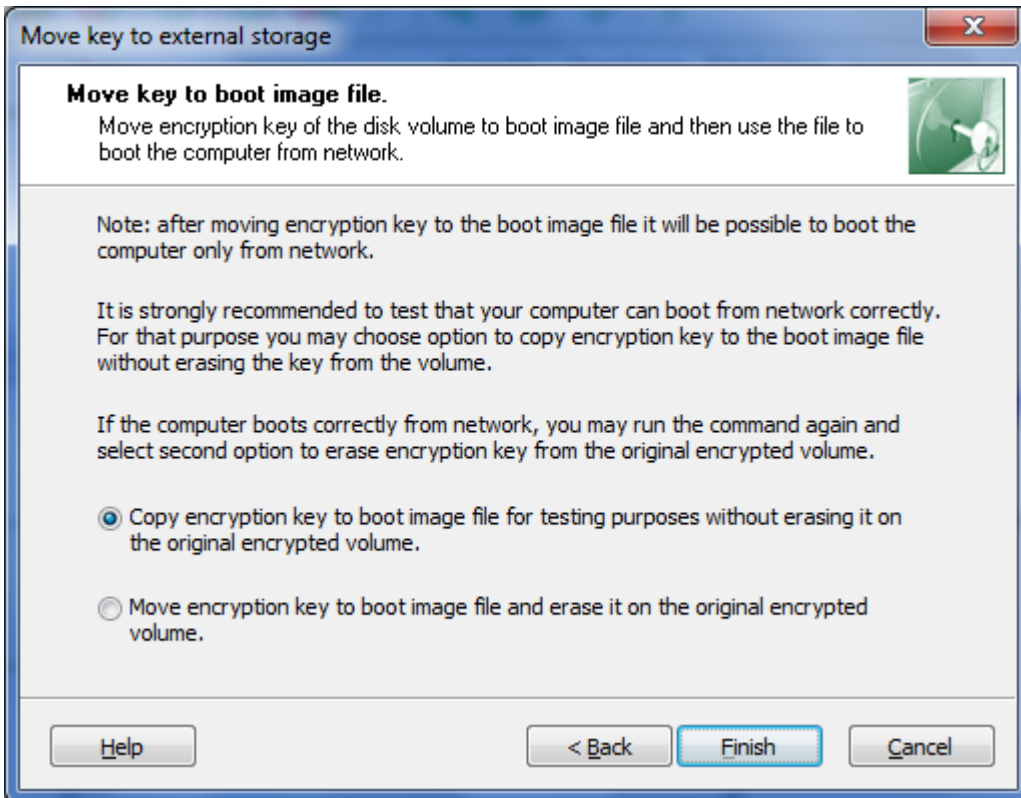 Move key to external storage
Move key to boot image file.
Move encryption key of the disk volume to boot image file and then use the file to
boot the computer from network.
Note: after moving encryption key to the boot image file it will be possible to boot the
computer only from network.
It is strongly recommended to test that your computer can boot from network correctly.
For that purpose you may choose option to copy encryption key to the boot image file
without erasing the key from the volume.
If the computer boots correctly from network, you may run the command again and
select second option to erase encryption key from the original encrypted volume.
Copy encryption key to boot image file for testing purposes without erasing it on
the original encrypted volume.
Move encryption key to boot image file and erase it on the original encrypted
volume.
Help
< Back
Finish
Cancel